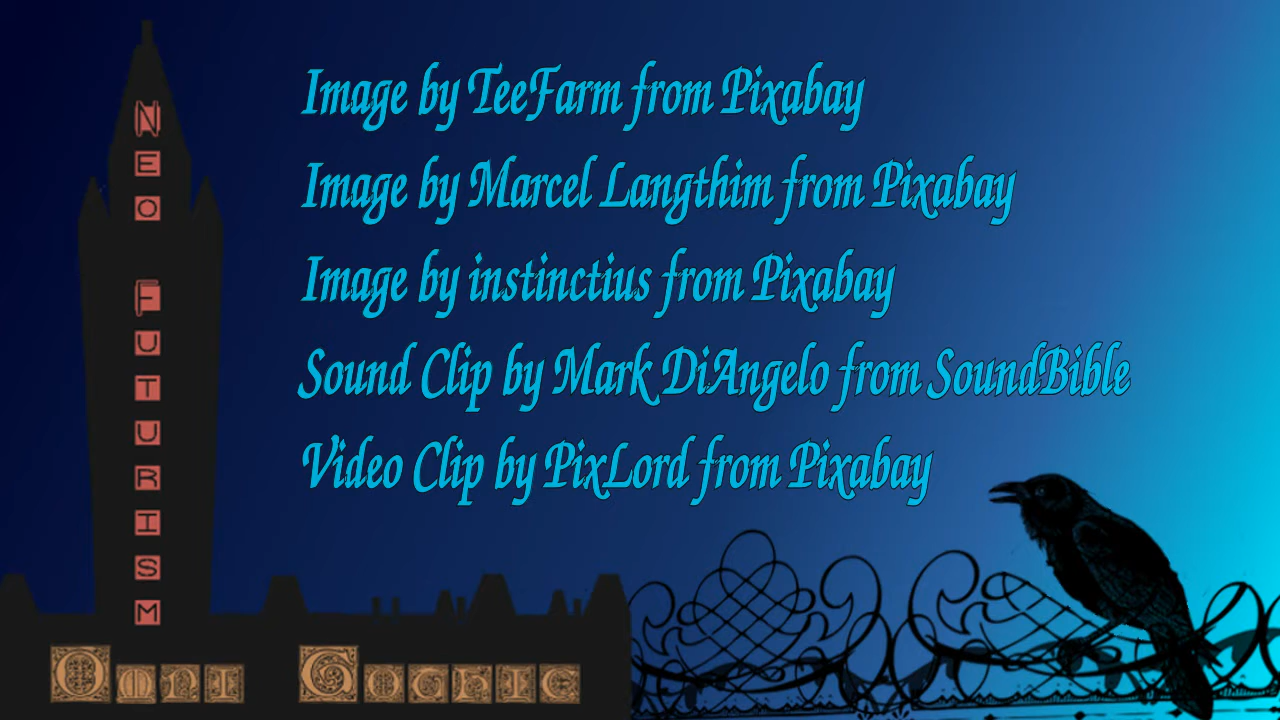 NEO FUTURISM
Image by TeeFarm from Pixabay
Image by Marcel Langthim from Pixabay
Image by instinctius from Pixabay
Sound Clip by Mark DiAngelo from SoundBible
Video Clip by PixLord from Pixabay
Omni Gothic